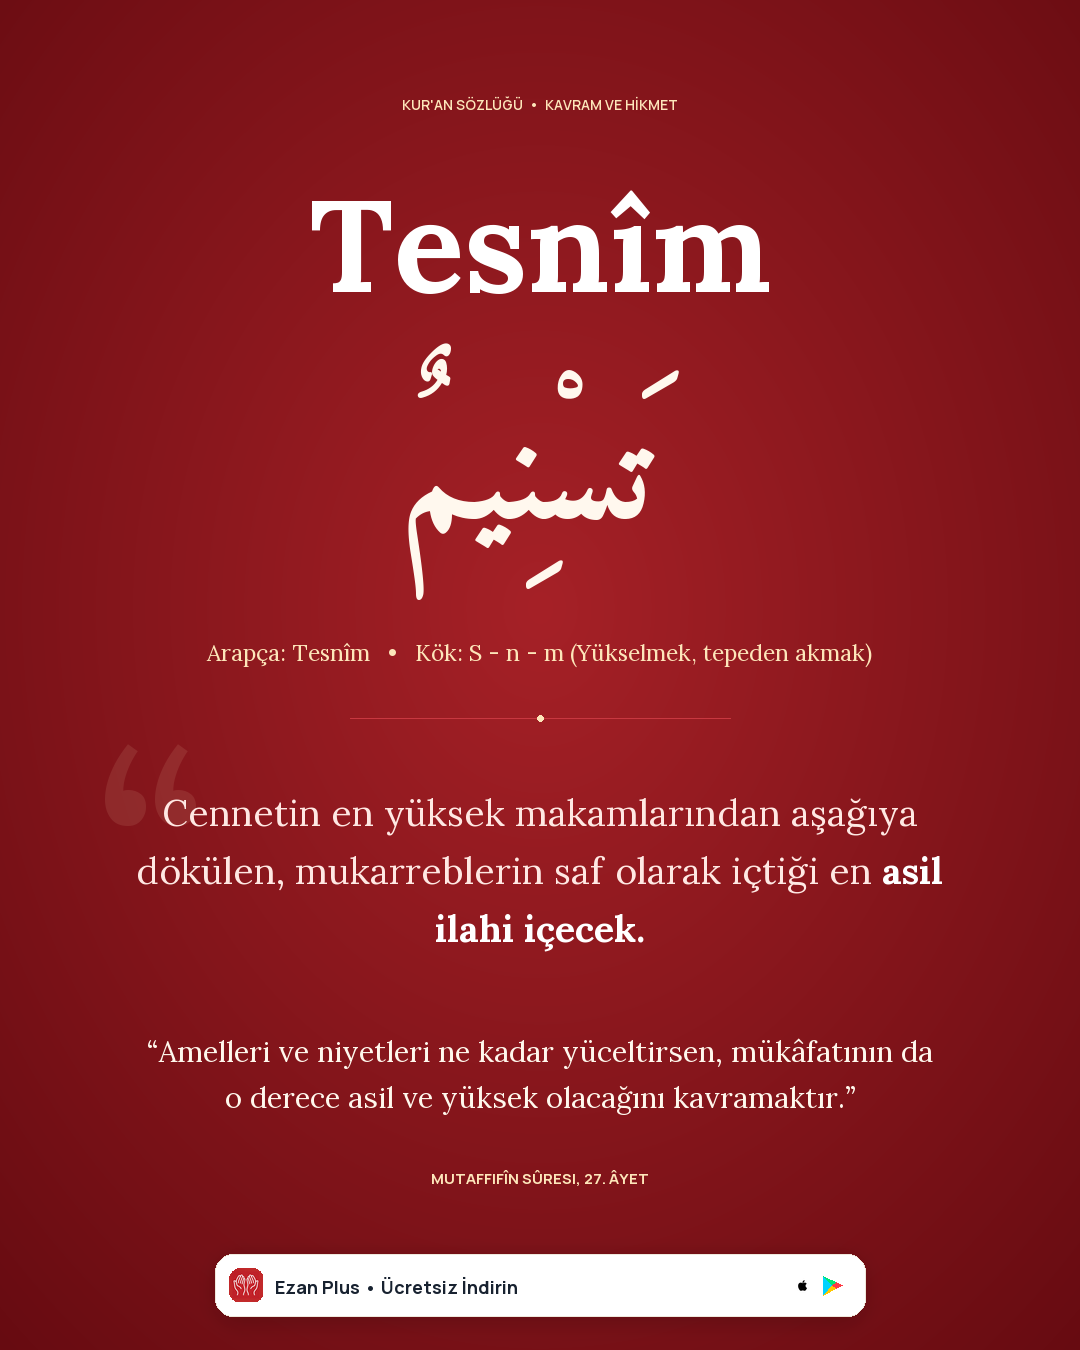 KUR'AN SÖZLÜĞÜ • KAVRAM VE HİKMET
Tesnîm
تَسْنِيمٌ
Arapça: Tesnîm • Kök: S - n - m (Yükselmek, tepeden akmak)
Cennetin en yüksek makamlarından aşağıya
dökülen, mukarreblerin saf olarak içtiği en asil
ilahi içecek.
“Amelleri ve niyetleri ne kadar yüceltirsen, mükâfatının da
o derece asil ve yüksek olacağını kavramaktır.”
MUTAFFIFÎN SÛRESI, 27. ÂYET
Ezan Plus • Ücretsiz İndirin